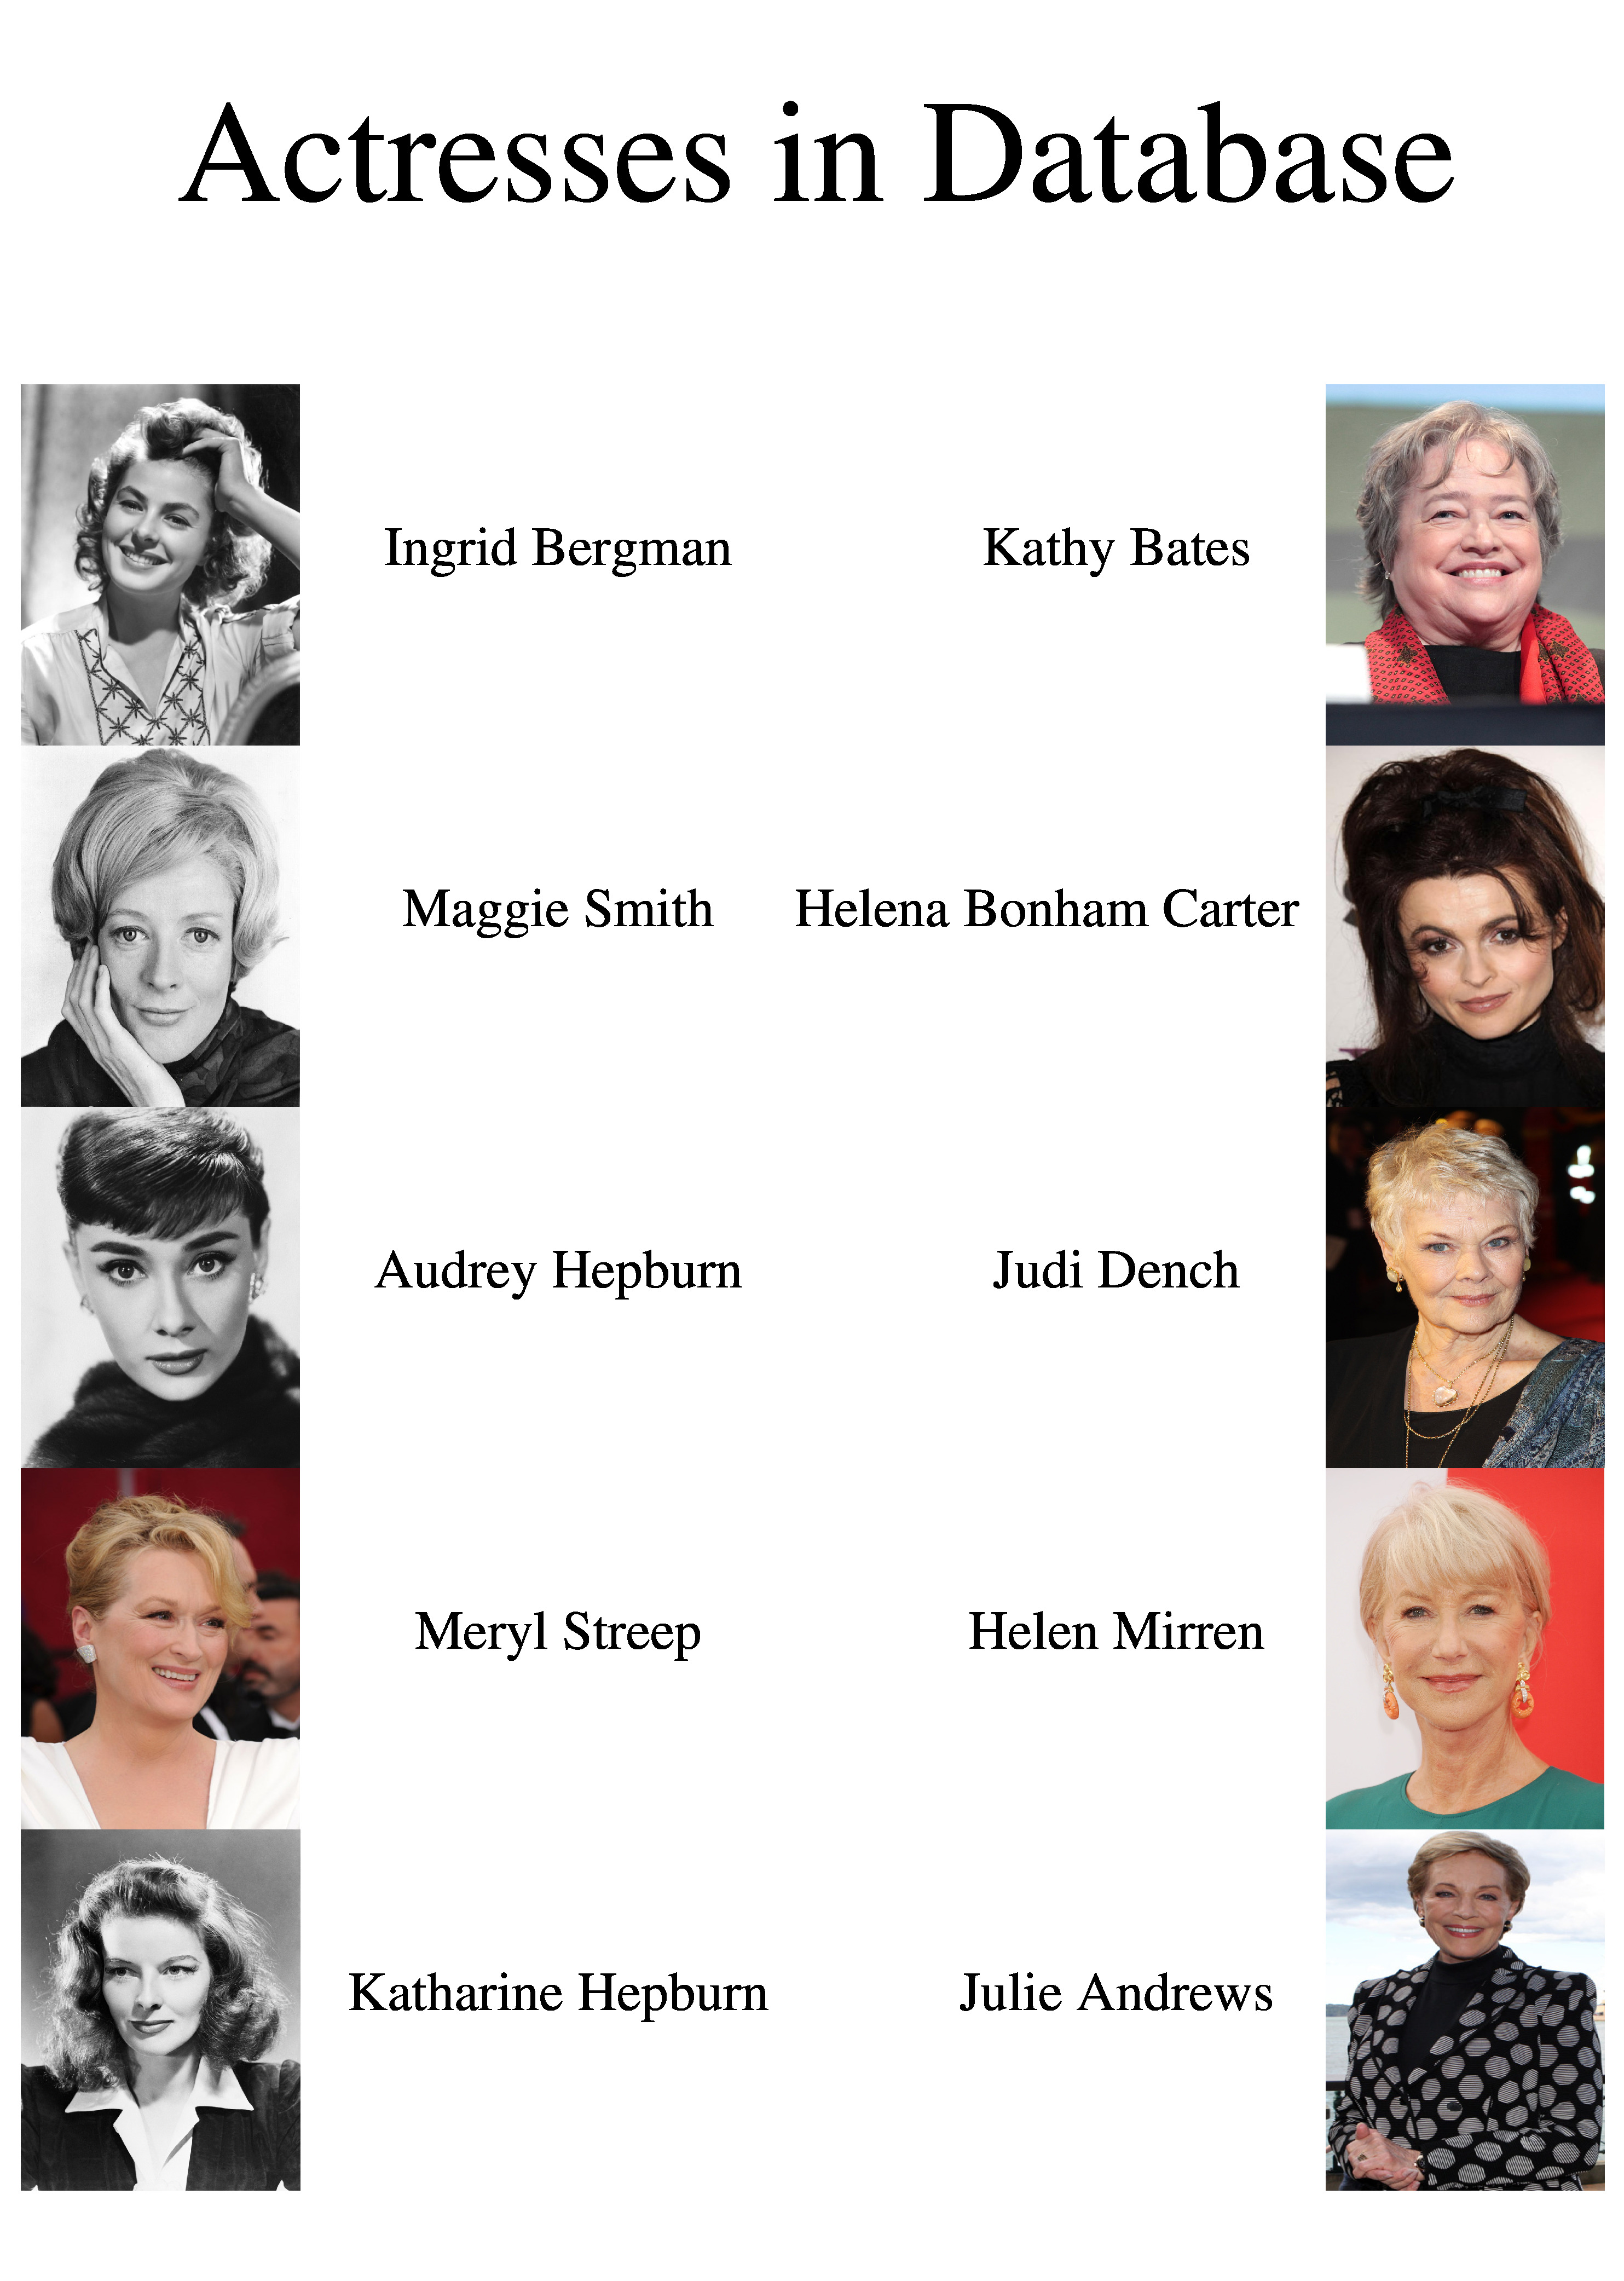 Actresses in Database
Ingrid Bergman
Kathy Bates
Maggie Smith
Helena Bonham Carter
Audrey Hepburn
Judi Dench
Meryl Streep
Helen Mirren
Katharine Hepburn
Julie Andrews